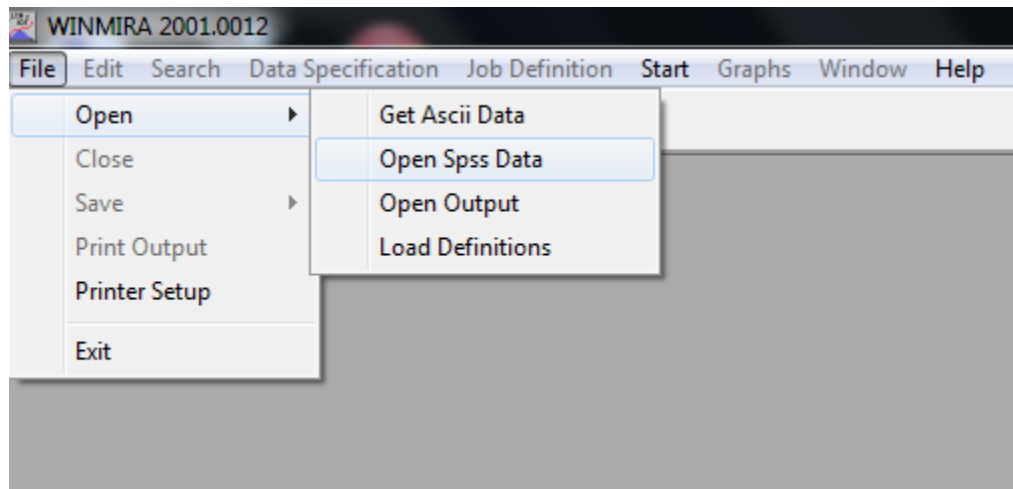 WINMIRA 2001.0012
File Edit Search Data Specification Job Definition Start Graphs Window Help
Open
Close
Save
Print Output
Printer Setup
Exit
Get Ascii Data
Open Spss Data
Open Output
Load Definitions